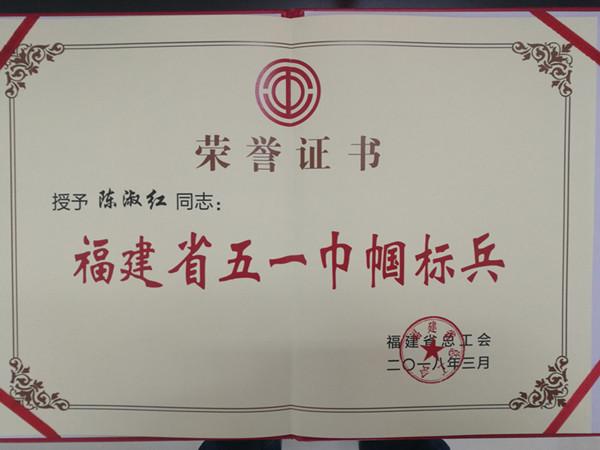 荣誉证书
授予 陈淑红 同志：
福建省五一巾帼标兵
福建省总工会
二〇一八年三月